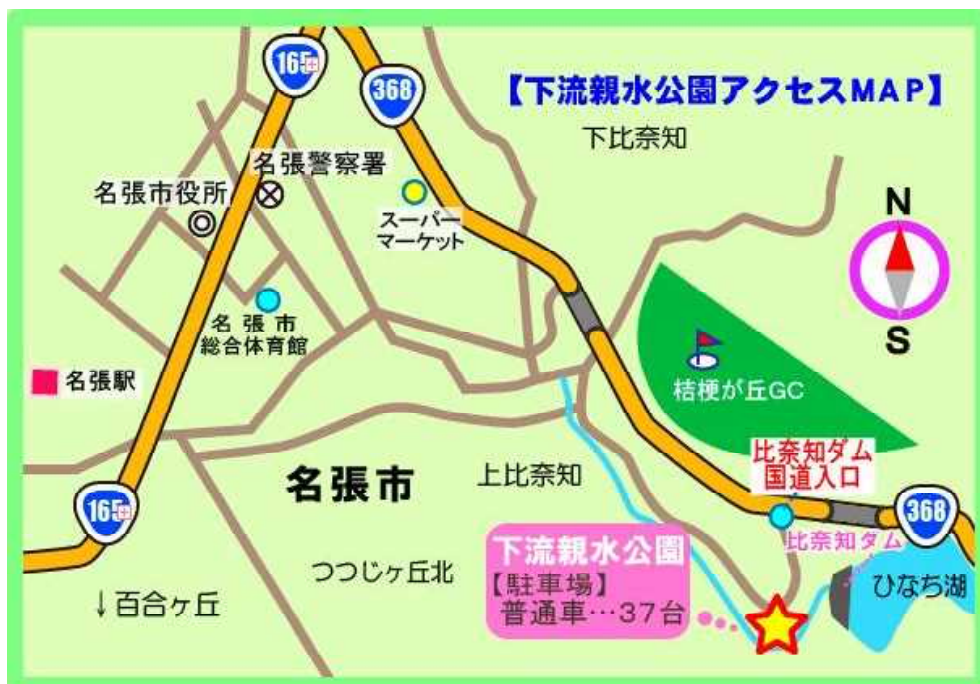 165
368
【下流親水公園アクセスMAP】
下比奈知
名張警察署
名張市役所
スーパー
マーケット
N
S
名張市
総合体育館
名張駅
桔梗が丘GC
比奈知ダム
国道入口
名張市
上比奈知
165
368
下流親水公園
【駐車場】
普通車…37台
比奈知ダム
ひなち湖
つつじヶ丘北
↓百合ヶ丘